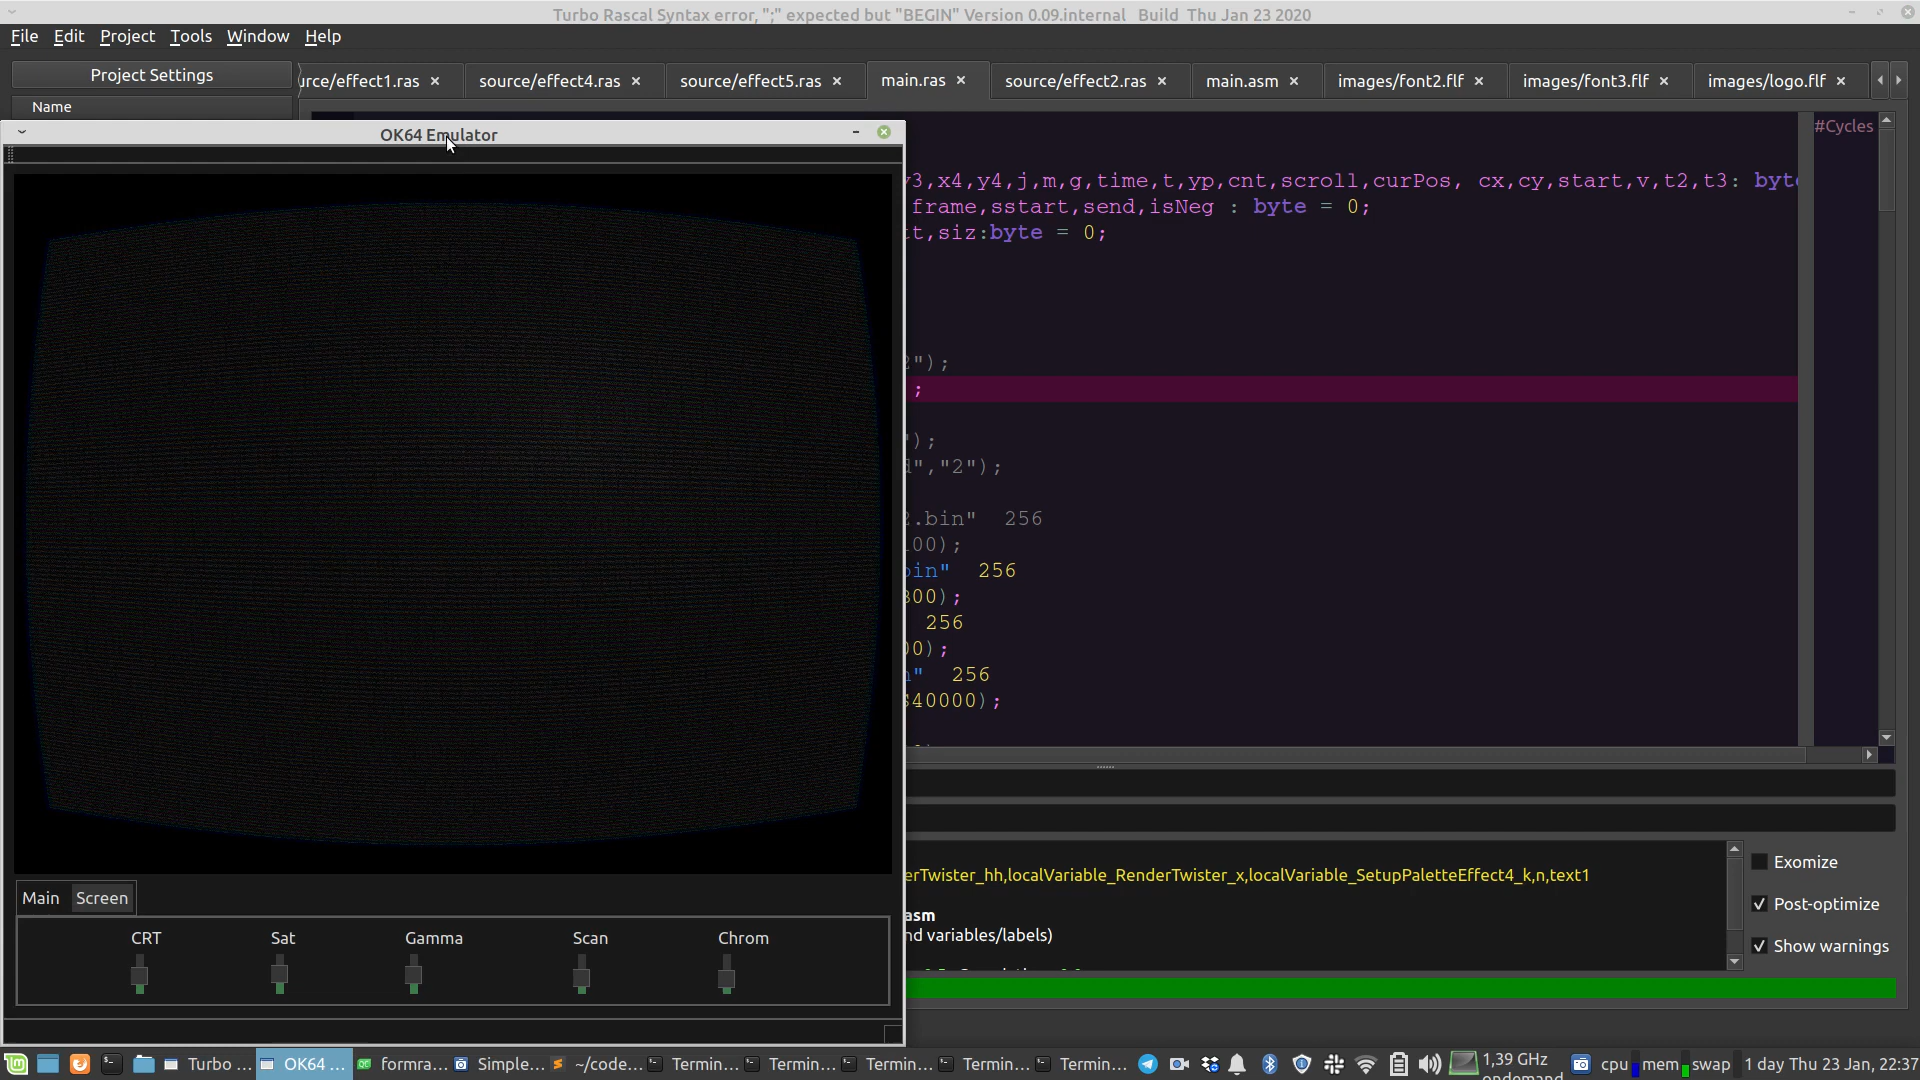 Turbo Rascal Syntax error, ";" expected but "BEGIN" Version 0.09.internal Build Thu Jan 23 2020
File Edit Project Tools Window Help
Project Settings
urce/effect1.ras source/effect4.ras source/effect5.ras main.ras source/effect2.ras main.asm images/font2.flf images/font3.flf images/logo.flf
Name
#Cycles
OK64 Emulator
y3,x4,y4,j,m,g,time,t,yp,cnt,scroll,curPos, cx,cy,start,v,t2,t3: byt
frame,sstart,send,isNeg : byte = 0;
t,siz:byte = 0;
2");
;
");
d","2");
2.bin" 256
00);
bin" 256
800);
256
00);
n" 256
$40000);
erTwister_hh,localVariable_RenderTwister_x,localVariable_SetupPaletteEffect4_k,n,text1
asm
nd variables/labels)
Exomize
Post-optimize
Show warnings
Main Screen
CRT Sat Gamma Scan Chrom
Turbo ... OK64 ... formra... Simple... ~/code... Termin... Termin... Termin... Termin... Termin... 1,39 GHz ondemand cpu mem swap 1 day Thu 23 Jan, 22:37